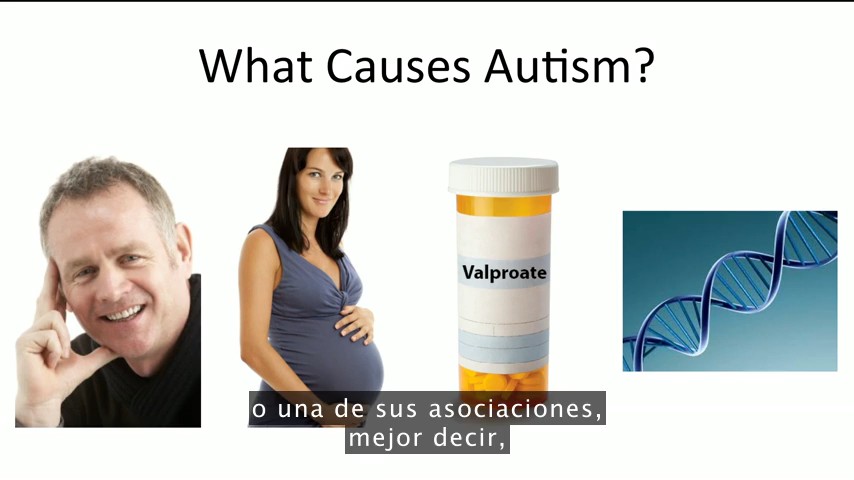 What Causes Autism?
Valproate
o una de sus asociaciones,
mejor decir,